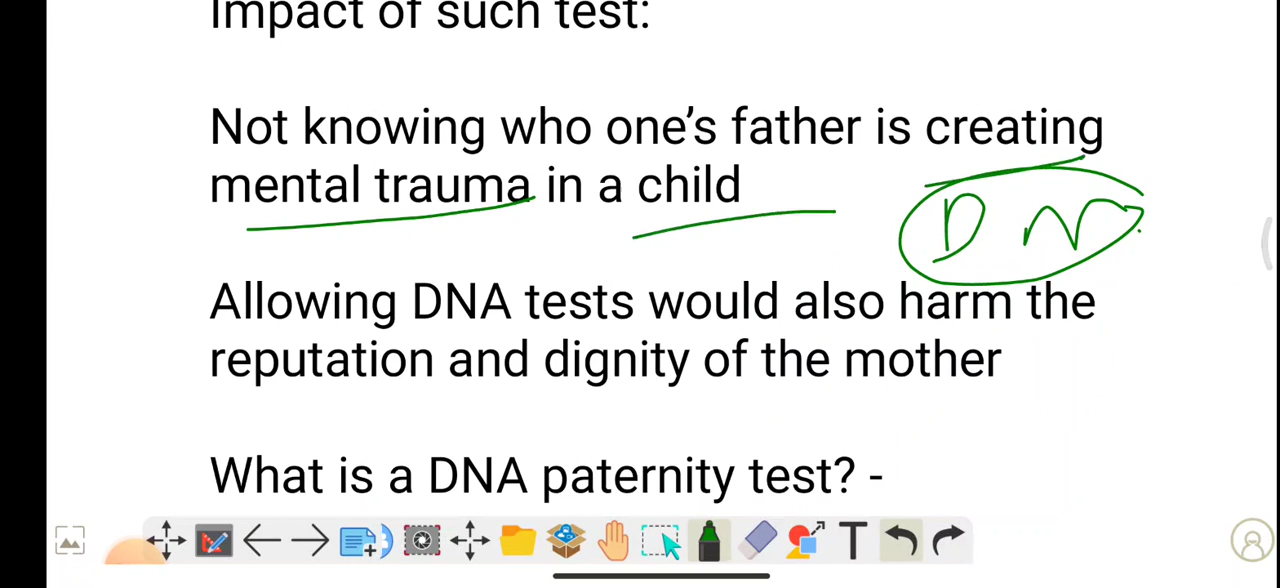 Impact of such test:
Not knowing who one’s father is creating
mental trauma in a child
D N
Allowing DNA tests would also harm the
reputation and dignity of the mother
What is a DNA paternity test? -
T